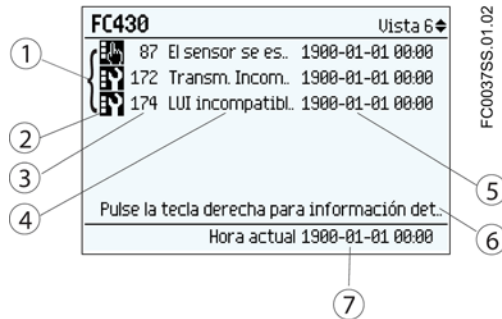 FC430 Vista 6
87 El sensor se es.. 1900-01-01 00:00
172 Transm. Incom.. 1900-01-01 00:00
174 LUI incompatibl.. 1900-01-01 00:00
Pulse la tecla derecha para información det..
Hora actual 1900-01-01 00:00
1
2
3
4
5
6
7
FC0037SS.01.02